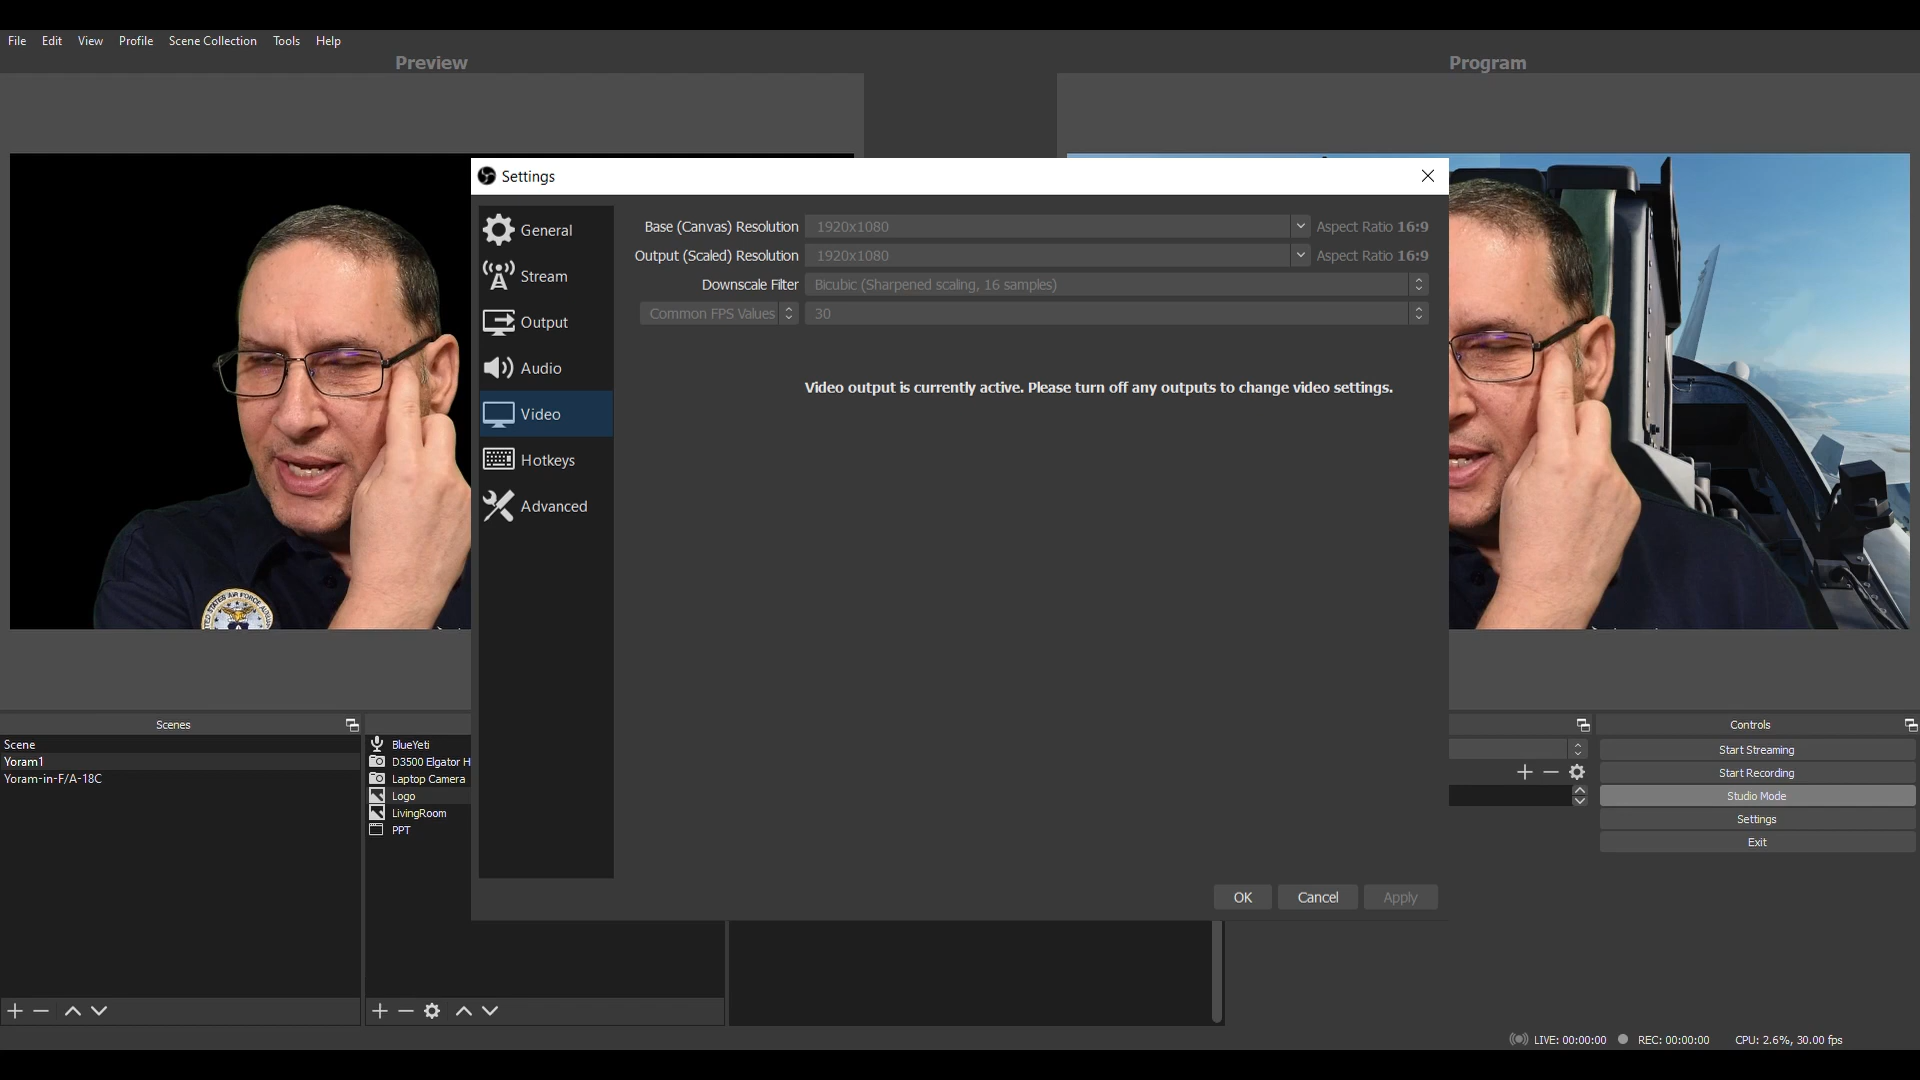 File Edit View Profile Scene Collection Tools Help
Preview
Program
Settings
General
Stream
Output
Audio
Video
Hotkeys
Advanced
Base (Canvas) Resolution 1920x1080 Aspect Ratio 16:9
Output (Scaled) Resolution 1920x1080 Aspect Ratio 16:9
Downscale Filter Bicubic (Sharpened scaling, 16 samples)
Common FPS Values 30
Video output is currently active. Please turn off any outputs to change video settings.
OK Cancel Apply
Scenes
Scene
Yoram1
Yoram-in-F/A-18C
BlueYeti
D3500 Elgator H
Laptop Camera
Logo
LivingRoom
PPT
Controls
Start Streaming
Start Recording
Studio Mode
Settings
Exit
LIVE: 00:00:00 REC: 00:00:00 CPU: 2.6%, 30.00 fps